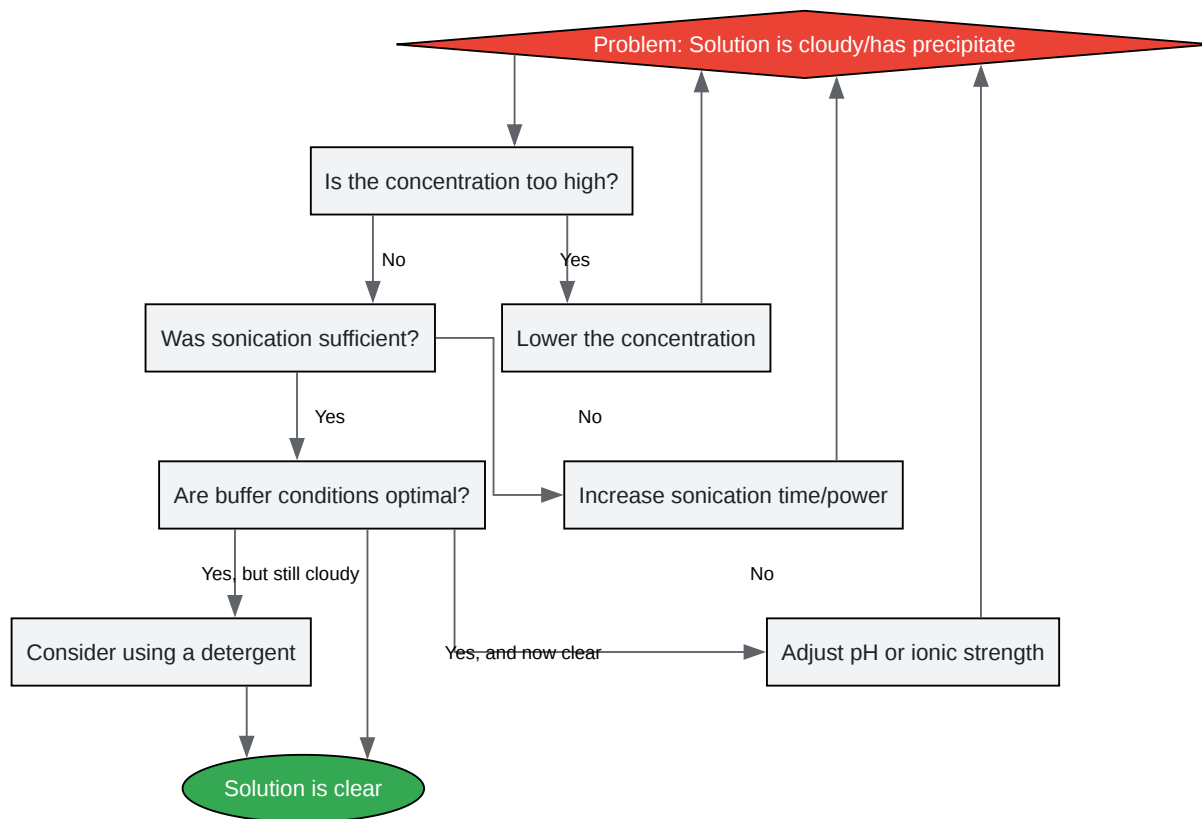 Problem: Solution is cloudy/has precipitate
Is the concentration too high?
No
Yes
Was sonication sufficient?
Lower the concentration
Yes
No
Are buffer conditions optimal?
Increase sonication time/power
Yes, but still cloudy
No
Consider using a detergent
Yes, and now clear
Adjust pH or ionic strength
Solution is clear